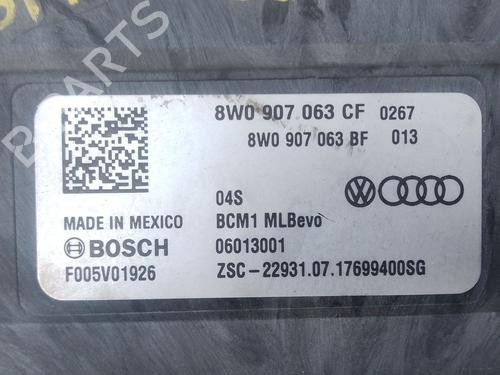 8W0 907 063 CF 0267
8W0 907 063 BF 013
04S
MADE IN MEXICO BCM1 MLBevo
BOSCH 06013001
F005V01926 ZSC-22931.07.17699400SG